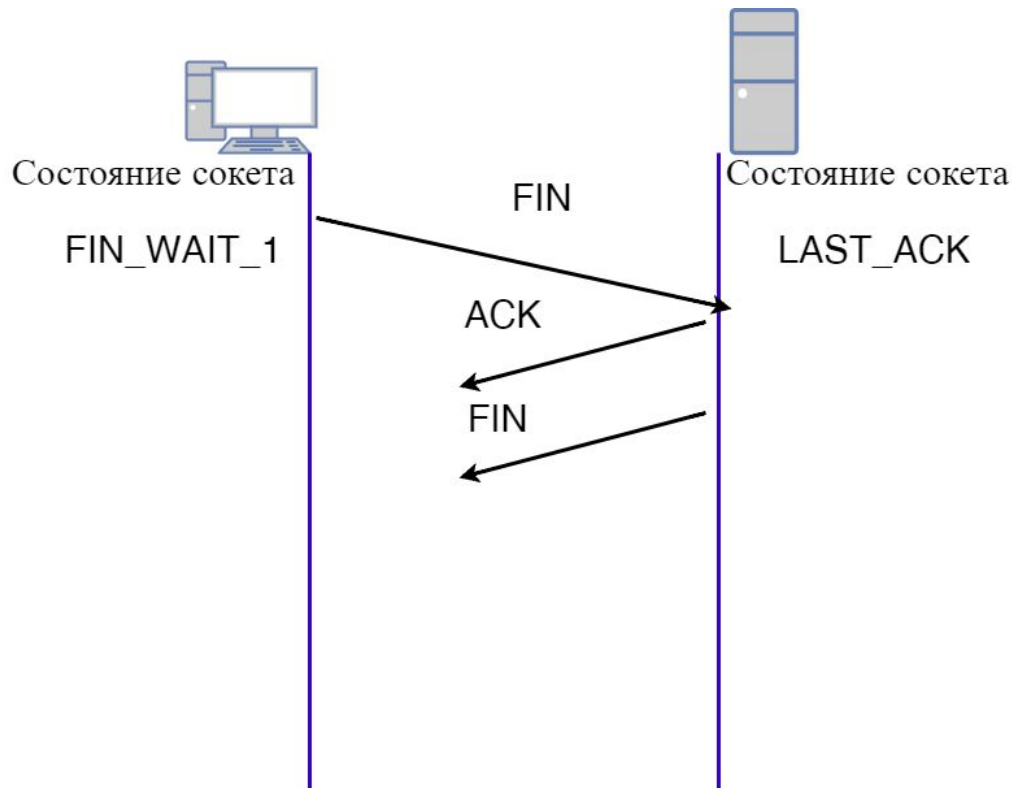 Состояние сокета
Состояние сокета
FIN
FIN_WAIT_1
LAST_ACK
ACK
FIN